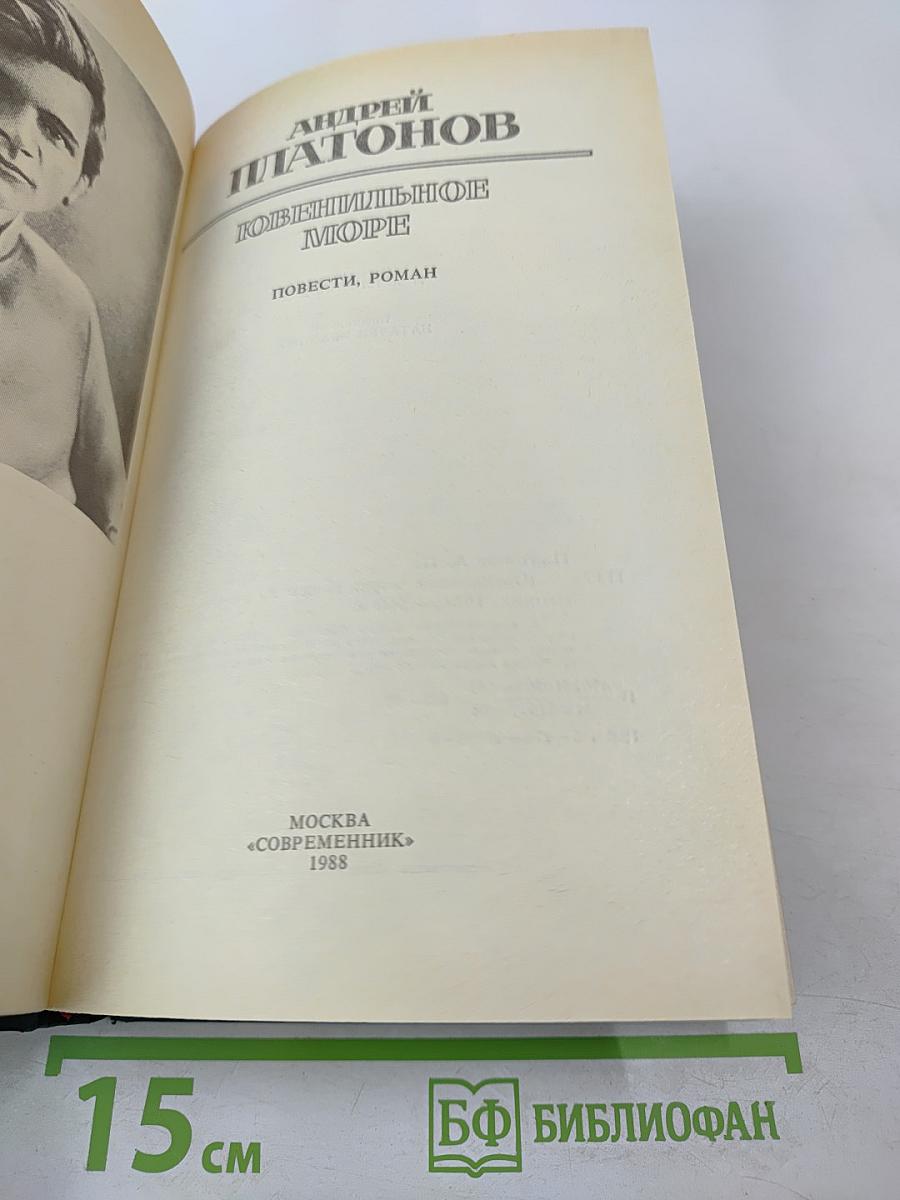 АНДРЕЙ
ПЛАТОНОВ
ЮВЕНИЛЬНОЕ
МОРЕ
ПОВЕСТИ, РОМАН
МОСКВА
«СОВРЕМЕННИК»
1988
15 см
БФ БИБЛИОФАН